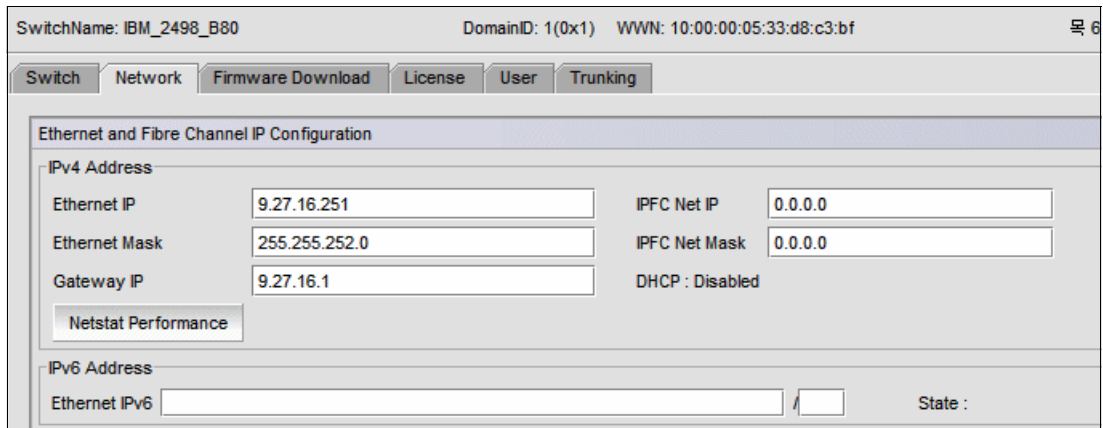 SwitchName: IBM_2498_B80 DomainID: 1(0x1) WWN: 10:00:00:05:33:d8:c3:bf 목 6
Switch Network Firmware Download License User Trunking
Ethernet and Fibre Channel IP Configuration
IPv4 Address
Ethernet IP 9.27.16.251 IPFC Net IP 0.0.0.0
Ethernet Mask 255.255.252.0 IPFC Net Mask 0.0.0.0
Gateway IP 9.27.16.1 DHCP : Disabled
Netstat Performance
IPv6 Address
Ethernet IPv6 / State :